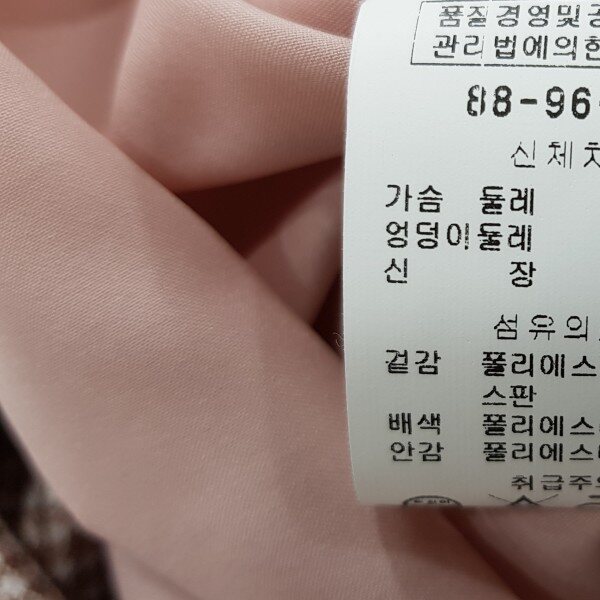 품질경영및공
관리법에의한
88-96-
신체치
가슴 둘레
엉덩이둘레
신 장
섬유의
겉감 폴리에스
스판
배색 폴리에스
안감 폴리에스
취급주의